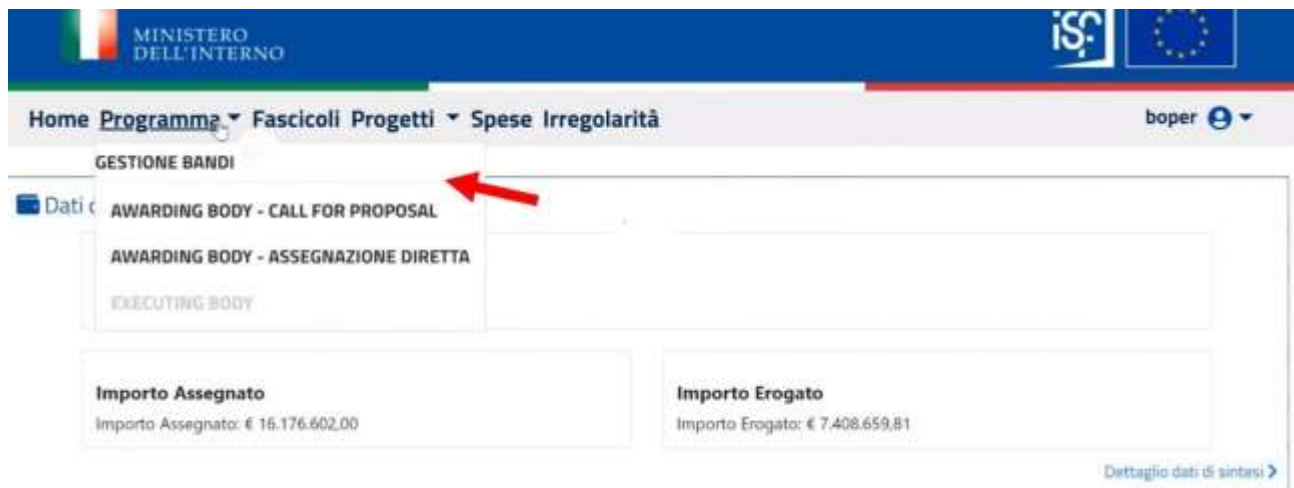 MINISTERO
DELL'INTERNO
iSF
Home Programma Fascicoli Progetti Spese Irregolarità boper
GESTIONE BANDI
Dati
AWARDING BODY - CALL FOR PROPOSAL
AWARDING BODY - ASSEGNAZIONE DIRETTA
EXECUTING BODY
Importo Assegnato Importo Erogato
Importo Assegnato: € 16.176.602,00 Importo Erogato: € 7.408.659,81
Dettaglio dati di sintesi